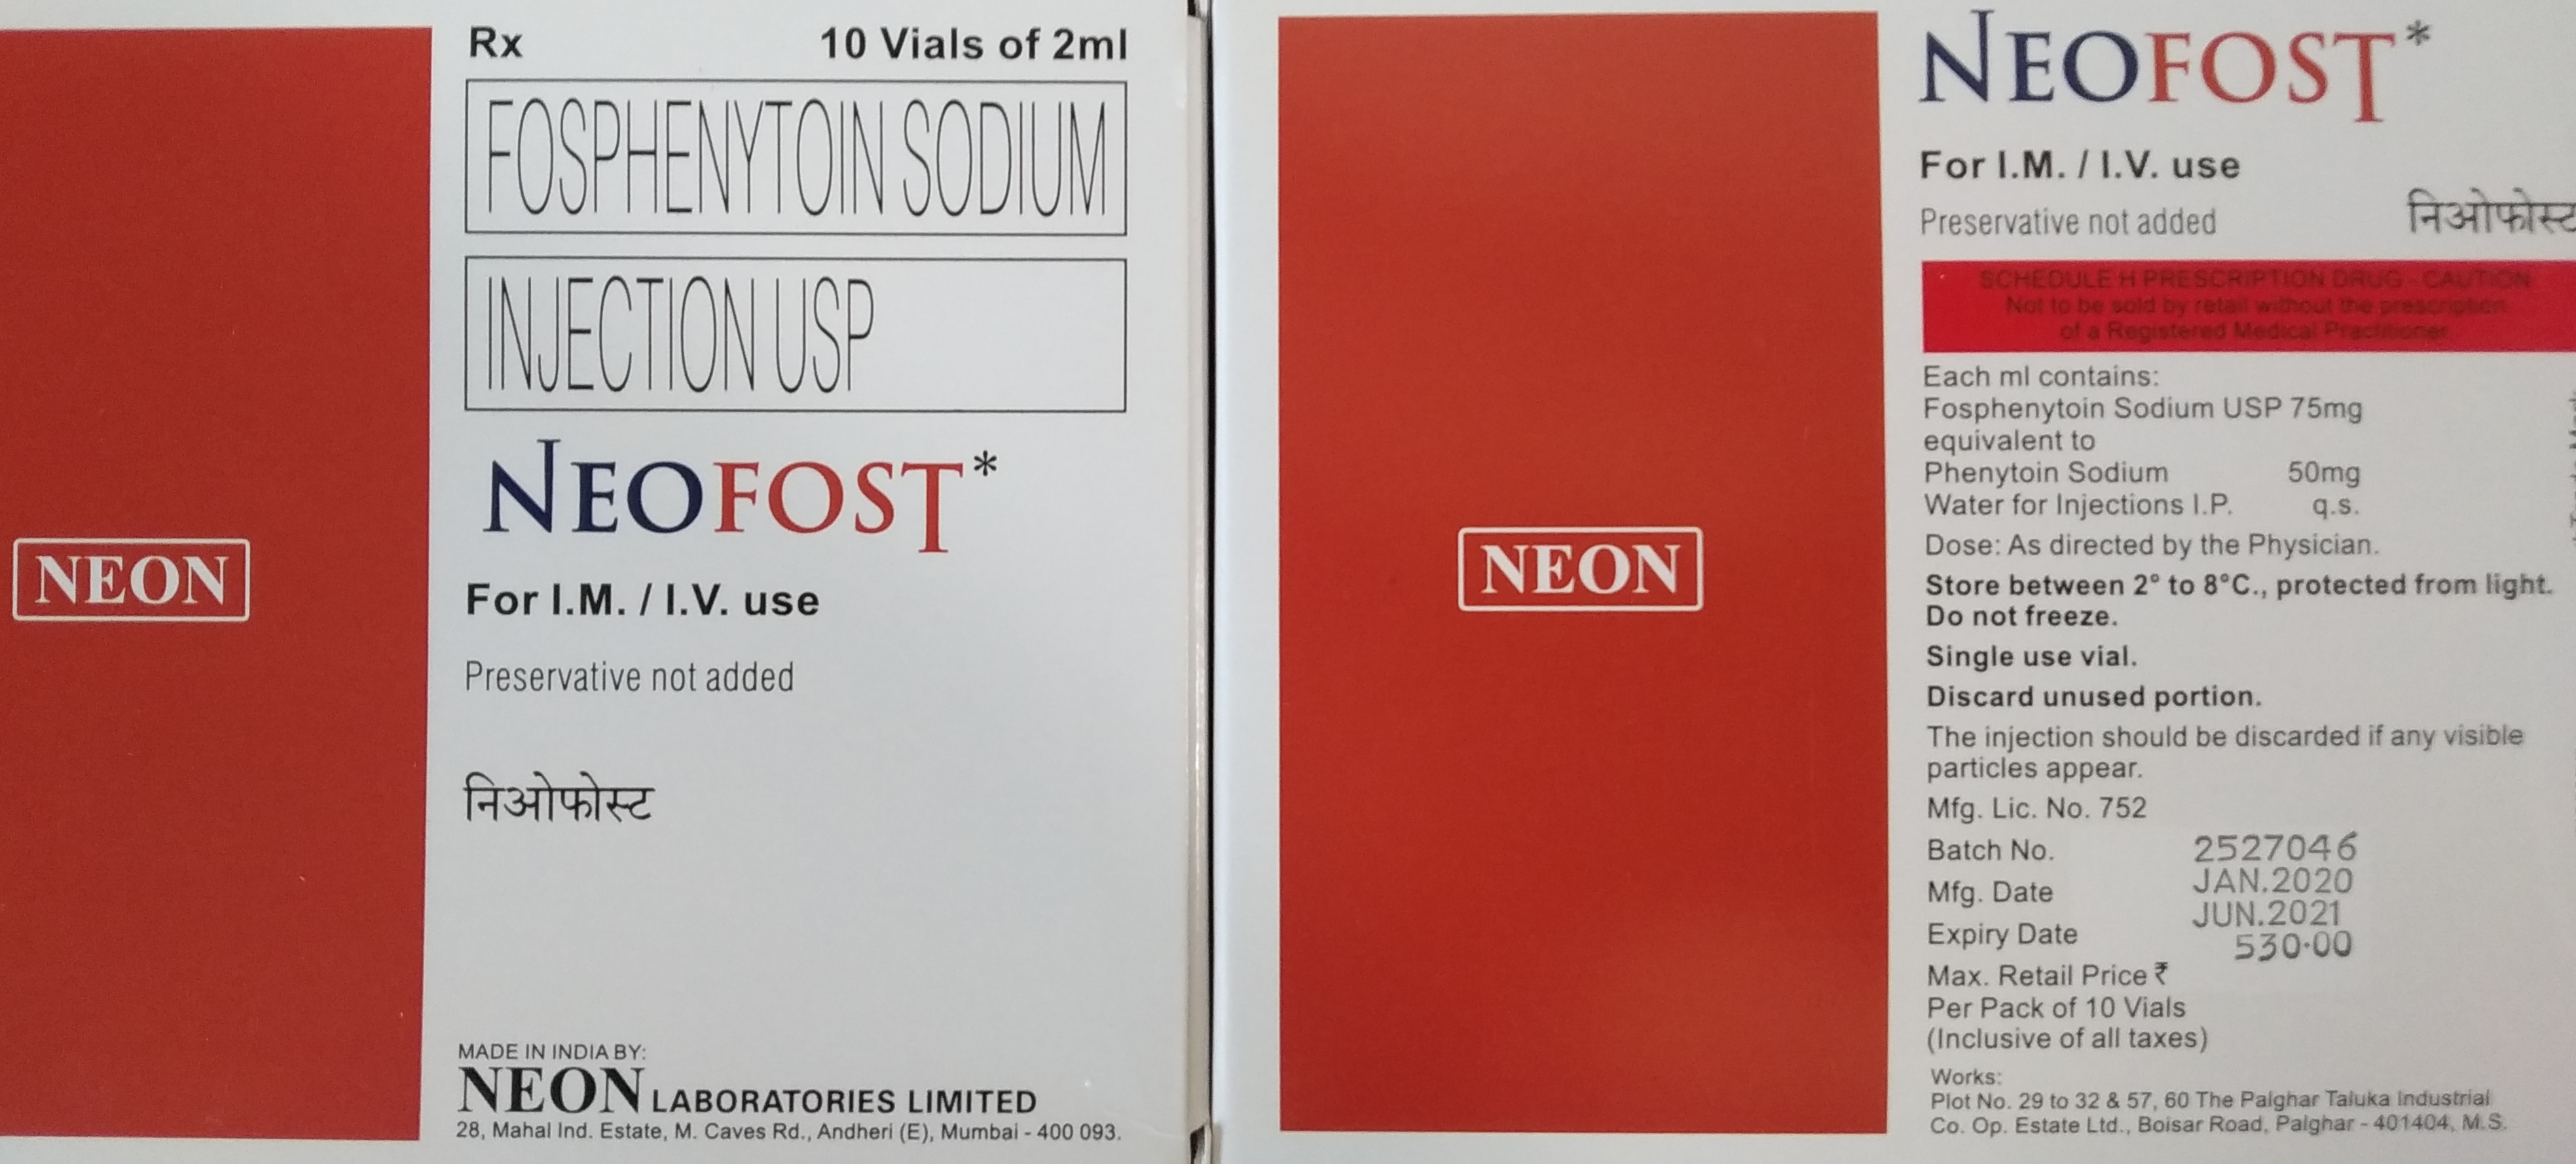 Rx 10 Vials of 2ml
FOSPHENYTOIN SODIUM
INJECTION USP
NEOFOST*
NEON
For I.M. / I.V. use
Preservative not added
निओफोस्ट
MADE IN INDIA BY:
NEON LABORATORIES LIMITED
28, Mahal Ind. Estate, M. Caves Rd., Andheri (E), Mumbai - 400 093.
NEON
NEOFOST*
For I.M. / I.V. use
Preservative not added निओफोस्ट
SCHEDULE H PRESCRIPTION DRUG - CAUTION
Not to be sold by retail without the prescription
of a Registered Medical Practitioner.
Each ml contains:
Fosphenytoin Sodium USP 75mg
equivalent to
Phenytoin Sodium 50mg
Water for Injections I.P. q.s.
Dose: As directed by the Physician.
Store between 2° to 8°C., protected from light.
Do not freeze.
Single use vial.
Discard unused portion.
The injection should be discarded if any visible
particles appear.
Mfg. Lic. No. 752
Batch No. 2527046
Mfg. Date JAN.2020
Expiry Date JUN.2021
Max. Retail Price ₹ 530.00
Per Pack of 10 Vials
(Inclusive of all taxes)
Works:
Plot No. 29 to 32 & 57, 60 The Palghar Taluka Industrial
Co. Op. Estate Ltd., Boisar Road, Palghar - 401404, M.S.